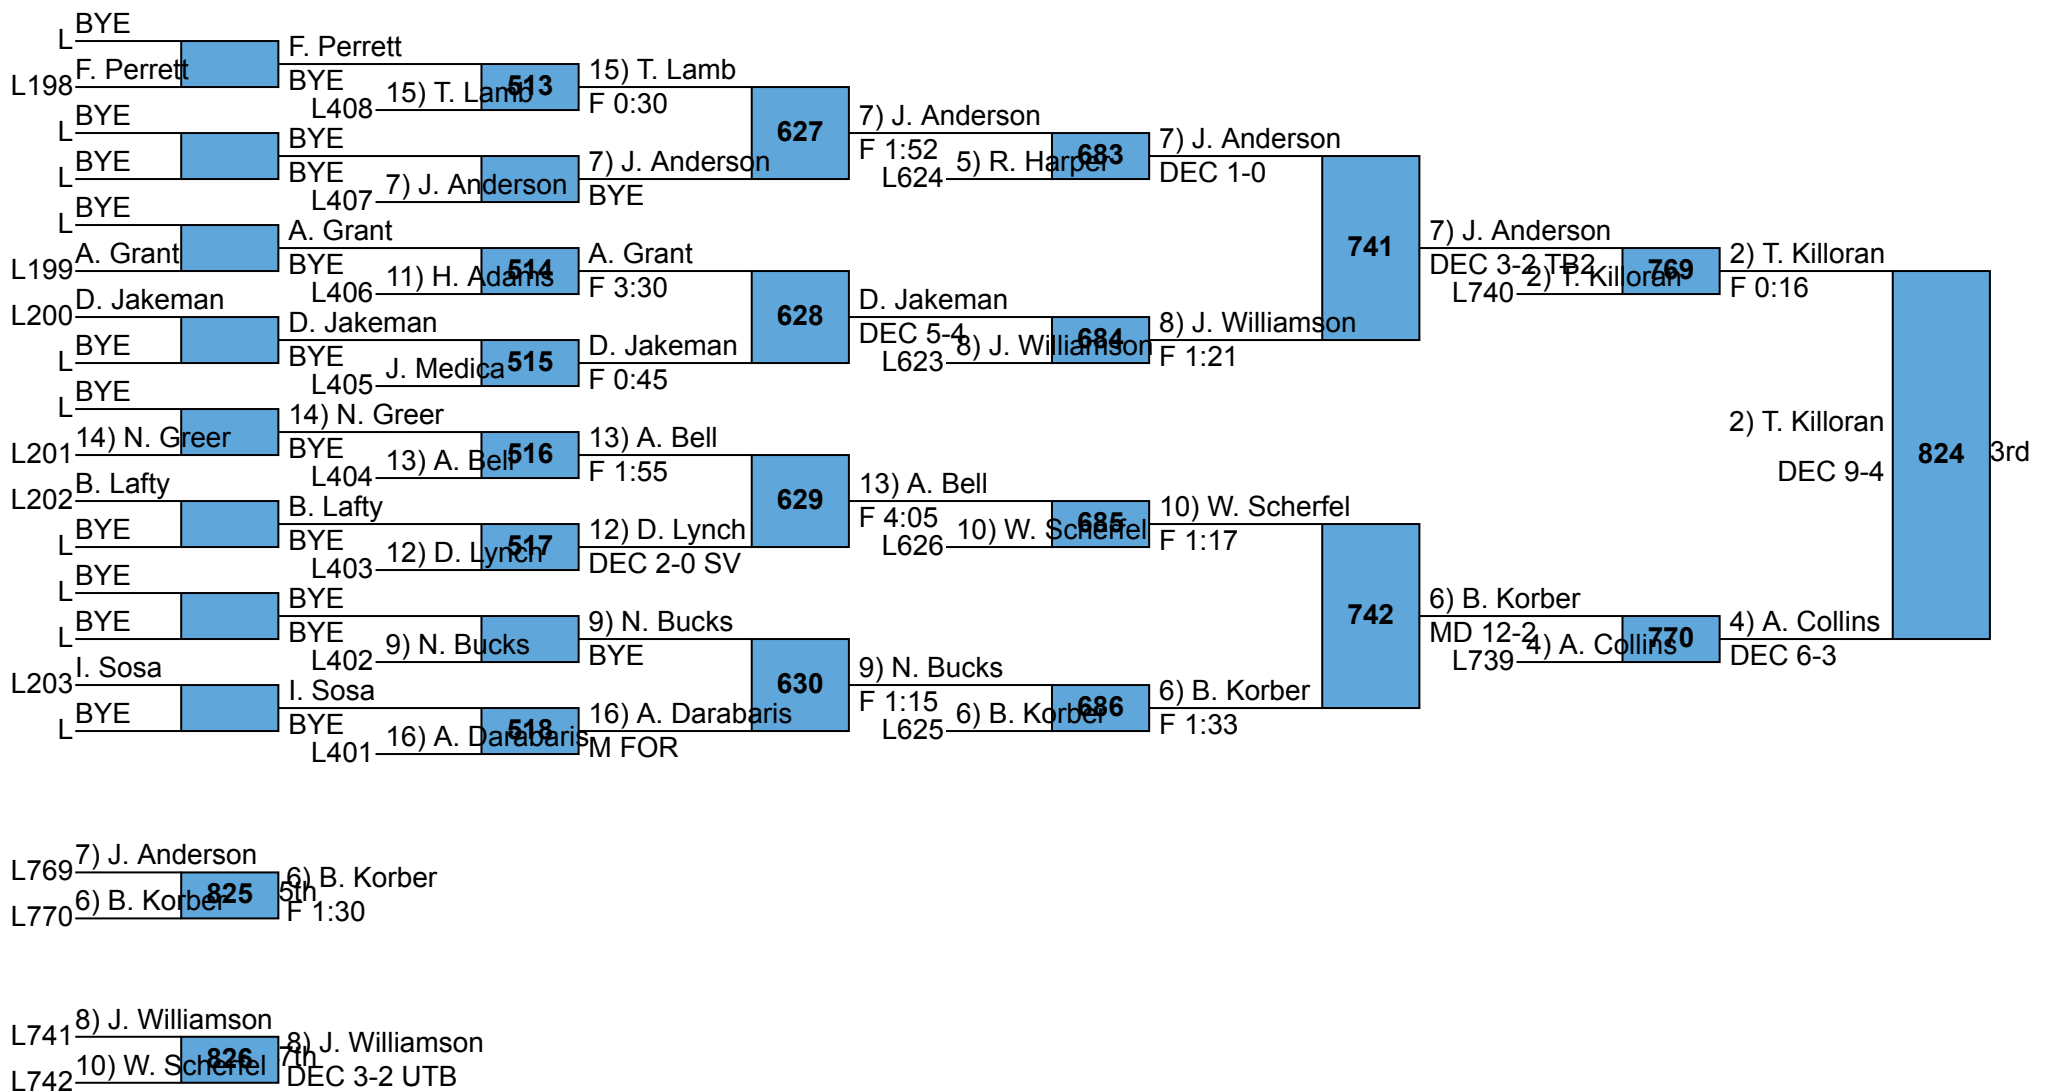 BYE
L
F. Perrett
L198
F. Perrett
BYE
15) T. Lamb
L408
513
15) T. Lamb
F 0:30
BYE
L
BYE
L
BYE
BYE
7) J. Anderson
L407
7) J. Anderson
BYE
627
7) J. Anderson
F 1:52
5) R. Harper
L624
683
7) J. Anderson
DEC 1-0
BYE
L
A. Grant
L199
A. Grant
BYE
11) H. Adams
L406
514
A. Grant
F 3:30
D. Jakeman
L200
BYE
L
D. Jakeman
BYE
J. Medica
L405
515
D. Jakeman
F 0:45
628
D. Jakeman
DEC 5-4
8) J. Williamson
L623
684
8) J. Williamson
F 1:21
741
7) J. Anderson
DEC 3-2 TB2
2) T. Killoran
L740
769
2) T. Killoran
F 0:16
BYE
L
14) N. Greer
L201
14) N. Greer
BYE
13) A. Bell
L404
516
13) A. Bell
F 1:55
B. Lafty
L202
BYE
L
B. Lafty
BYE
12) D. Lynch
L403
517
12) D. Lynch
DEC 2-0 SV
629
13) A. Bell
F 4:05
10) W. Scherfel
L626
685
10) W. Scherfel
F 1:17
BYE
L
BYE
L
BYE
BYE
9) N. Bucks
L402
9) N. Bucks
BYE
I. Sosa
L203
BYE
L
I. Sosa
BYE
16) A. Darabaris
L401
518
16) A. Darabaris
M FOR
630
9) N. Bucks
F 1:15
6) B. Korber
L625
686
6) B. Korber
F 1:33
742
6) B. Korber
MD 12-2
4) A. Collins
L739
770
4) A. Collins
DEC 6-3
2) T. Killoran
DEC 9-4
824
3rd
7) J. Anderson
L769
6) B. Korber
L770
825
5th
6) B. Korber
F 1:30
8) J. Williamson
L741
10) W. Scherfel
L742
826
7th
8) J. Williamson
DEC 3-2 UTB